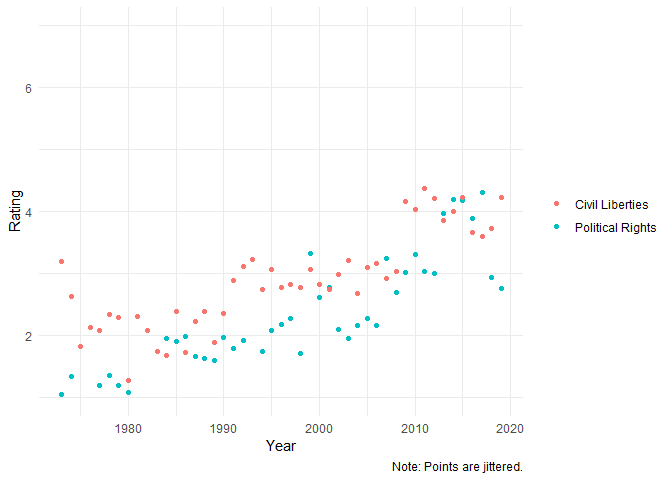 6
4
2
Rating
1980
1990
2000
2010
2020
Year
Civil Liberties
Political Rights
Note: Points are jittered.